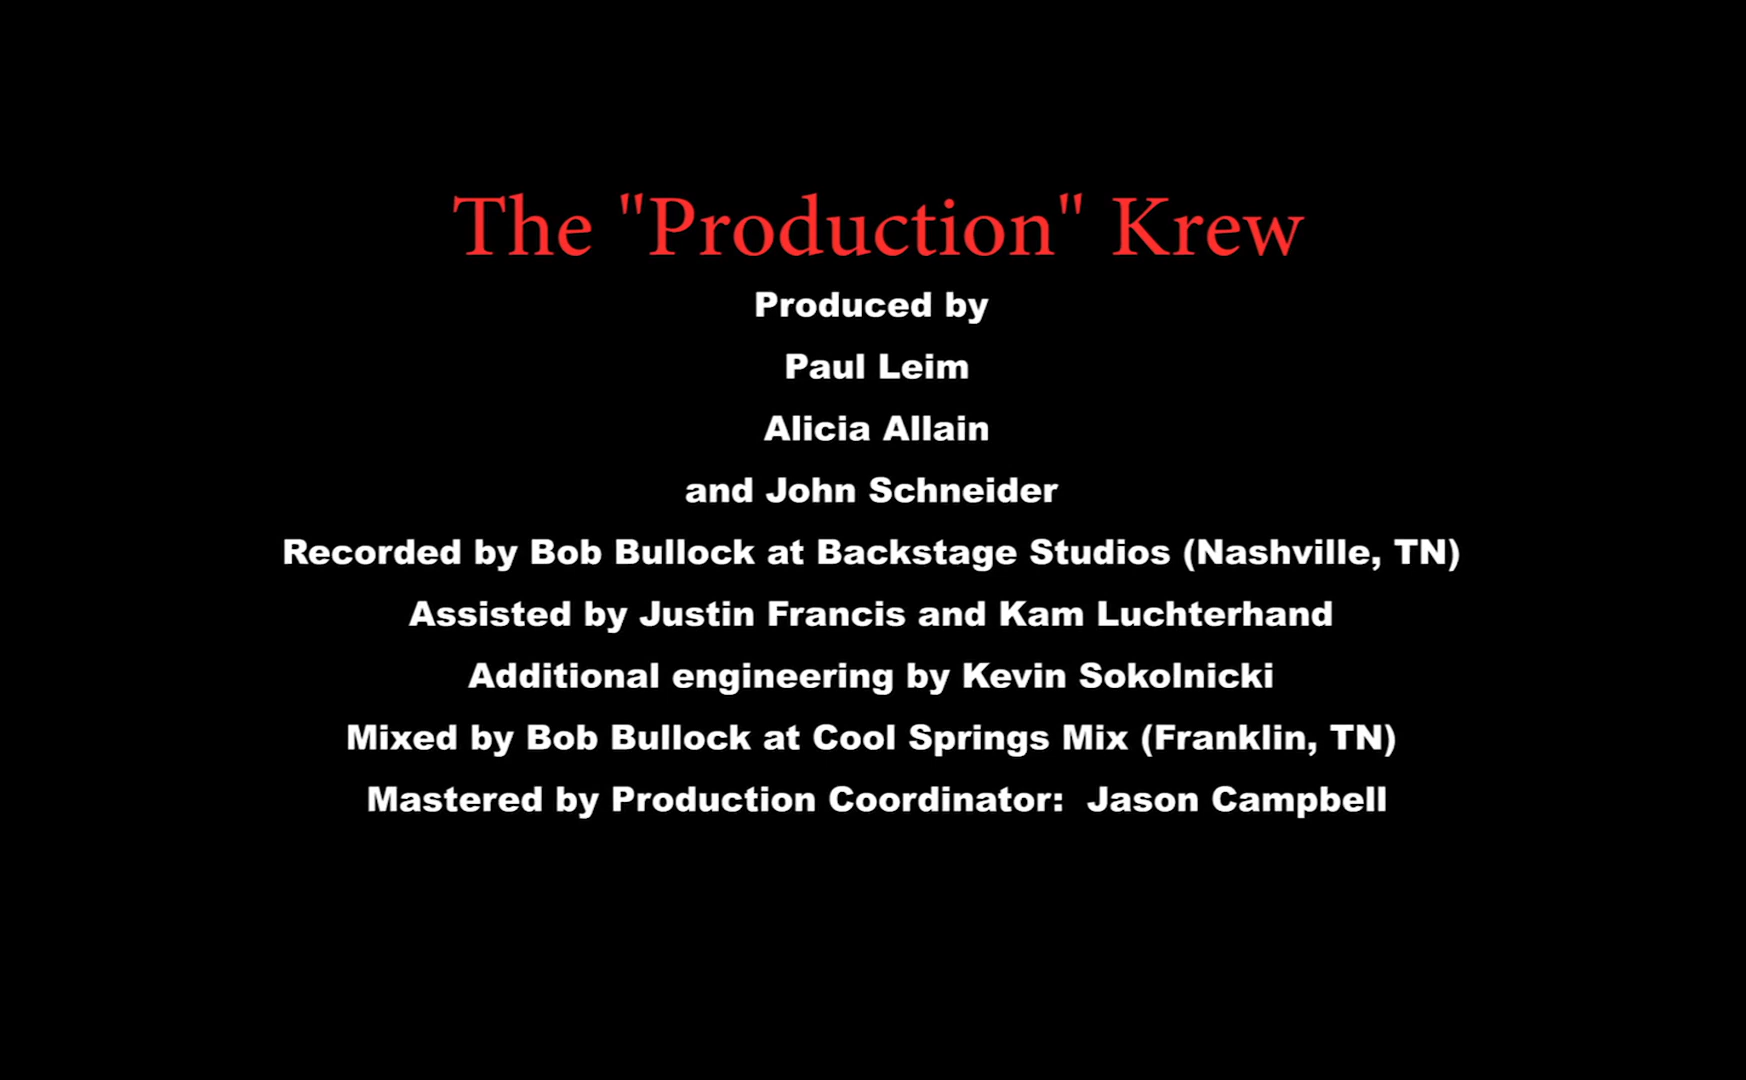 The "Production" Krew
Produced by
Paul Leim
Alicia Allain
and John Schneider
Recorded by Bob Bullock at Backstage Studios (Nashville, TN)
Assisted by Justin Francis and Kam Luchterhand
Additional engineering by Kevin Sokolnicki
Mixed by Bob Bullock at Cool Springs Mix (Franklin, TN)
Mastered by Production Coordinator:  Jason Campbell